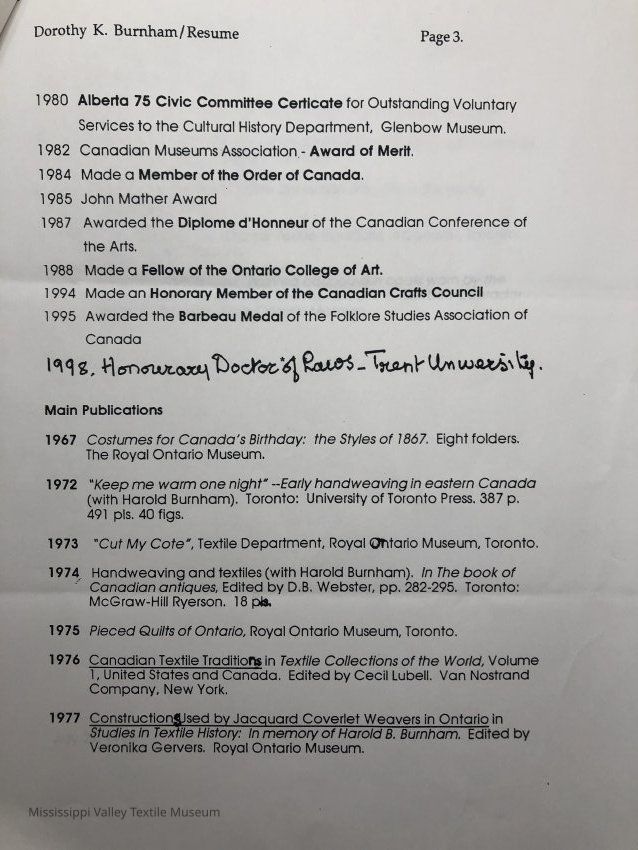 Dorothy K. Burnham/Resume
Page 3.
1980 Alberta 75 Civic Committee Certicate for Outstanding Voluntary
Services to the Cultural History Department, Glenbow Museum.
1982 Canadian Museums Association - Award of Merit.
1984 Made a Member of the Order of Canada.
1985 John Mather Award
1987 Awarded the Diplome d'Honneur of the Canadian Conference of
the Arts.
1988 Made a Fellow of the Ontario College of Art.
1994 Made an Honorary Member of the Canadian Crafts Council
1995 Awarded the Barbeau Medal of the Folklore Studies Association of
Canada
1998. Honourary Doctor of Laws - Trent University.
Main Publications
1967 Costumes for Canada's Birthday: the Styles of 1867. Eight folders.
The Royal Ontario Museum.
1972 "Keep me warm one night" --Early handweaving in eastern Canada
(with Harold Burnham). Toronto: University of Toronto Press. 387 p.
491 pls. 40 figs.
1973 "Cut My Cote", Textile Department, Royal Ontario Museum, Toronto.
1974 Handweaving and textiles (with Harold Burnham). In The book of
Canadian antiques, Edited by D.B. Webster, pp. 282-295. Toronto:
McGraw-Hill Ryerson. 18 pls.
1975 Pieced Quilts of Ontario, Royal Ontario Museum, Toronto.
1976 Canadian Textile Traditions in Textile Collections of the World, Volume
1, United States and Canada. Edited by Cecil Lubell. Van Nostrand
Company, New York.
1977 Constructions Used by Jacquard Coverlet Weavers in Ontario in
Studies in Textile History: In memory of Harold B. Burnham. Edited by
Veronika Gervers. Royal Ontario Museum.
Mississippi Valley Textile Museum